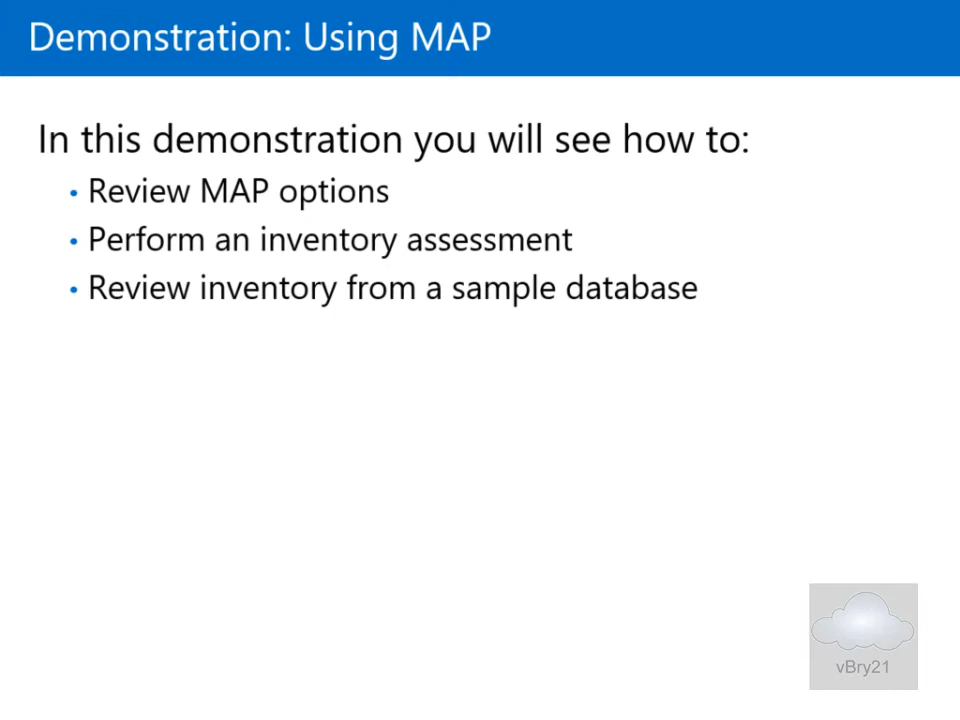 Demonstration: Using MAP
In this demonstration you will see how to:
• Review MAP options
• Perform an inventory assessment
• Review inventory from a sample database
vBry21